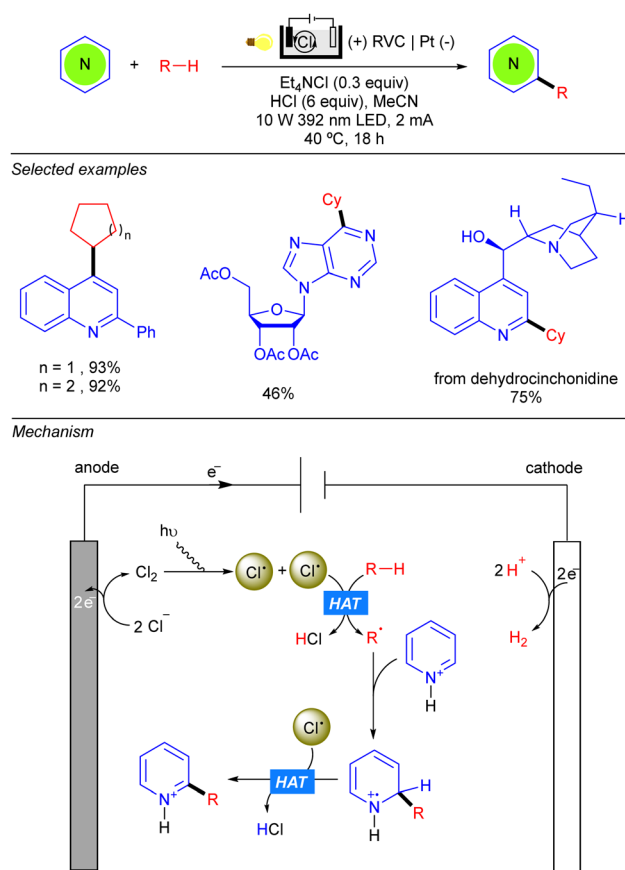 N + R–H (+) RVC | Pt (-) N R
Cl
Et₄NCl (0.3 equiv)
HCl (6 equiv), MeCN
10 W 392 nm LED, 2 mA
40 ºC, 18 h
Selected examples
( )n
N Ph
n = 1 , 93%
n = 2 , 92%
Cy
N N N N
AcO
O
OAc OAc
46%
H H
HO N
N Cy
from dehydrocinchonidine
75%
Mechanism
anode e⁻ cathode
hυ
Cl₂ Cl• + Cl• R–H 2 H⁺ 2e⁻
2e⁻ HAT
2 Cl⁻ HCl R• H₂
N⁺
H
Cl•
H
R HAT R
N⁺ N+•
H HCl H